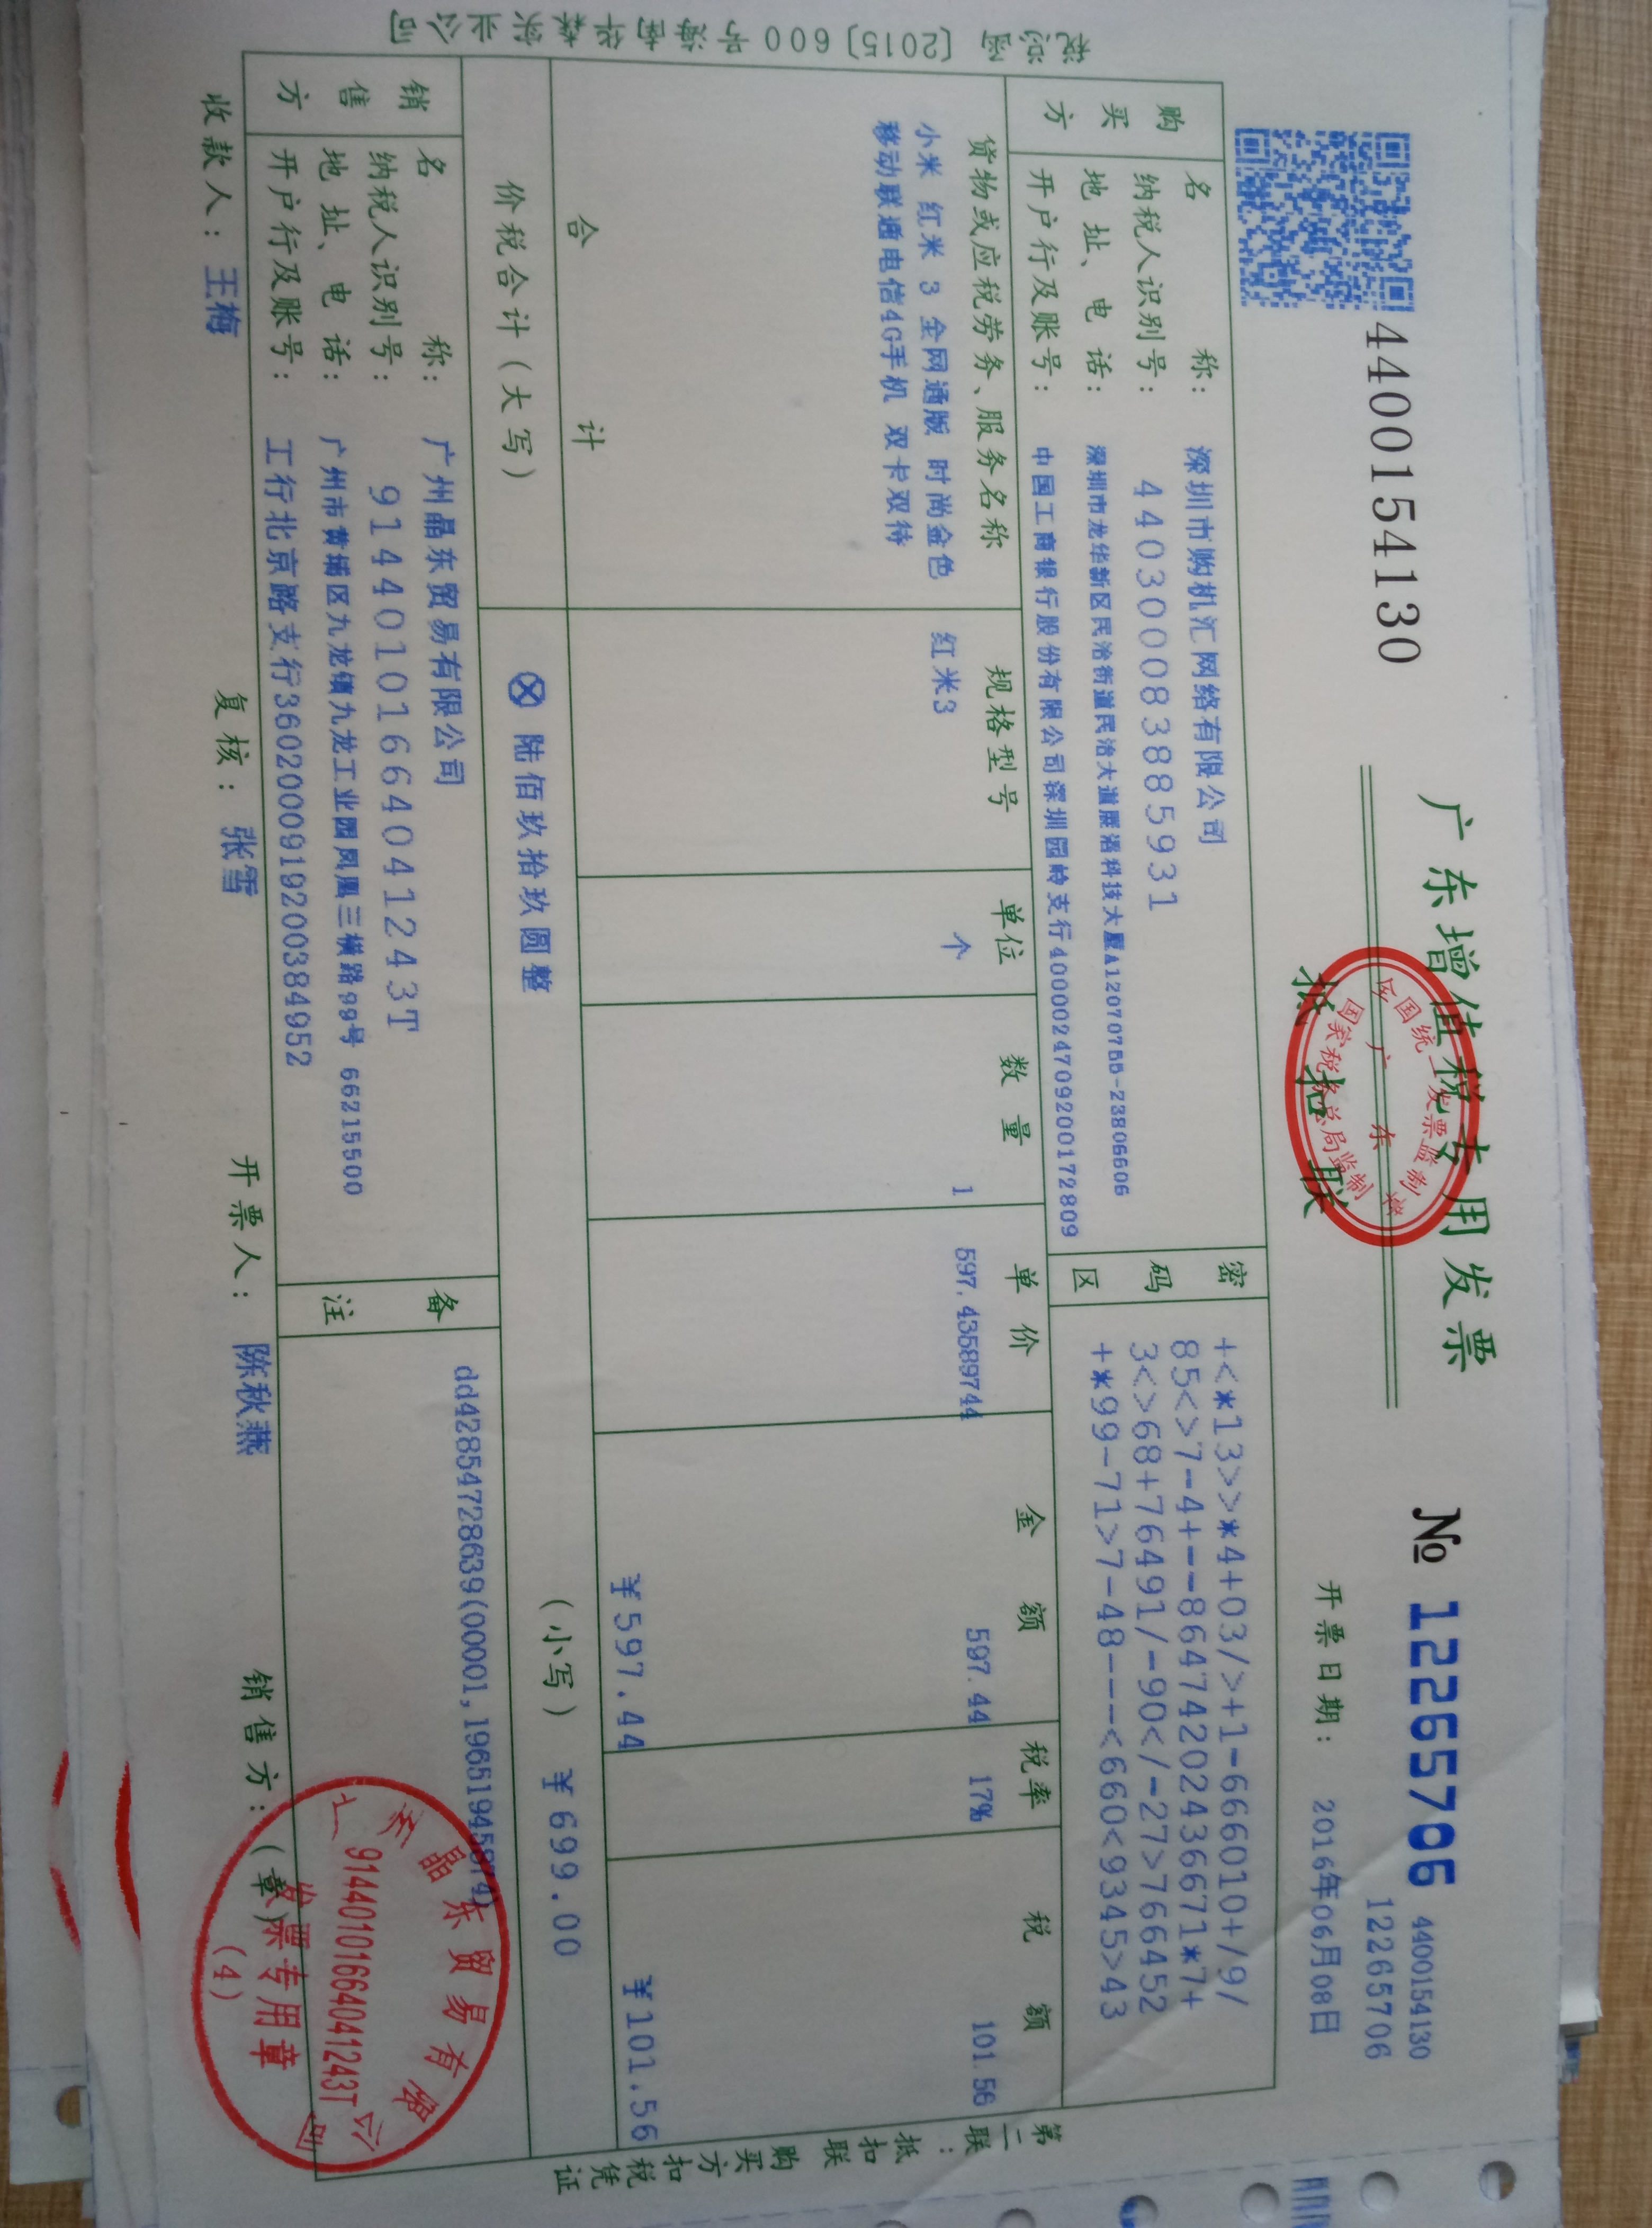 4400154130
广东增值税专用发票
抵扣联
№ 12265706
4400154130
12265706
开票日期： 2016年06月08日
全国统一发票监制章
广东
国家税务总局监制
购买方
名称： 深圳市购机汇网络有限公司
纳税人识别号： 440300083885931
地址、电话： 深圳市龙华新区民治街道民治大道展滔科技大厦A12070755-23806606
开户行及账号： 中国工商银行股份有限公司深圳园岭支行4000024709200172809
密码区
+<*13>>*4+03/>+1-666010+/9/
85<>7-4+--86474202436671*7+
3<>68+76491/-90</-27>766452
+*99-71>7-48---<660<9345>43
货物或应税劳务、服务名称 规格型号 单位 数量 单价 金额 税率 税额
小米 红米 3 全网通版 时尚金色 红米3 个 1 597.43589744 597.44 17% 101.56
移动联通电信4G手机 双卡双待
合计 ￥597.44 ￥101.56
价税合计（大写） ⊗ 陆佰玖拾玖圆整 （小写） ￥699.00
销售方
名称： 广州晶东贸易有限公司
纳税人识别号： 91440101664041243T
地址、电话： 广州市黄埔区九龙镇九龙工业园凤凰三横路99号 66215500
开户行及账号： 工行北京路支行3602000919200384952
备注
dd42854728639(00001,19651945874)
收款人： 王梅 复核： 张雪 开票人： 陈秋燕 销售方：（章）
广州晶东贸易有限公司
91440101664041243T
发票专用章
(4)
第二联：抵扣联 购买方扣税凭证
[2015] 600 号海南华森实业公司